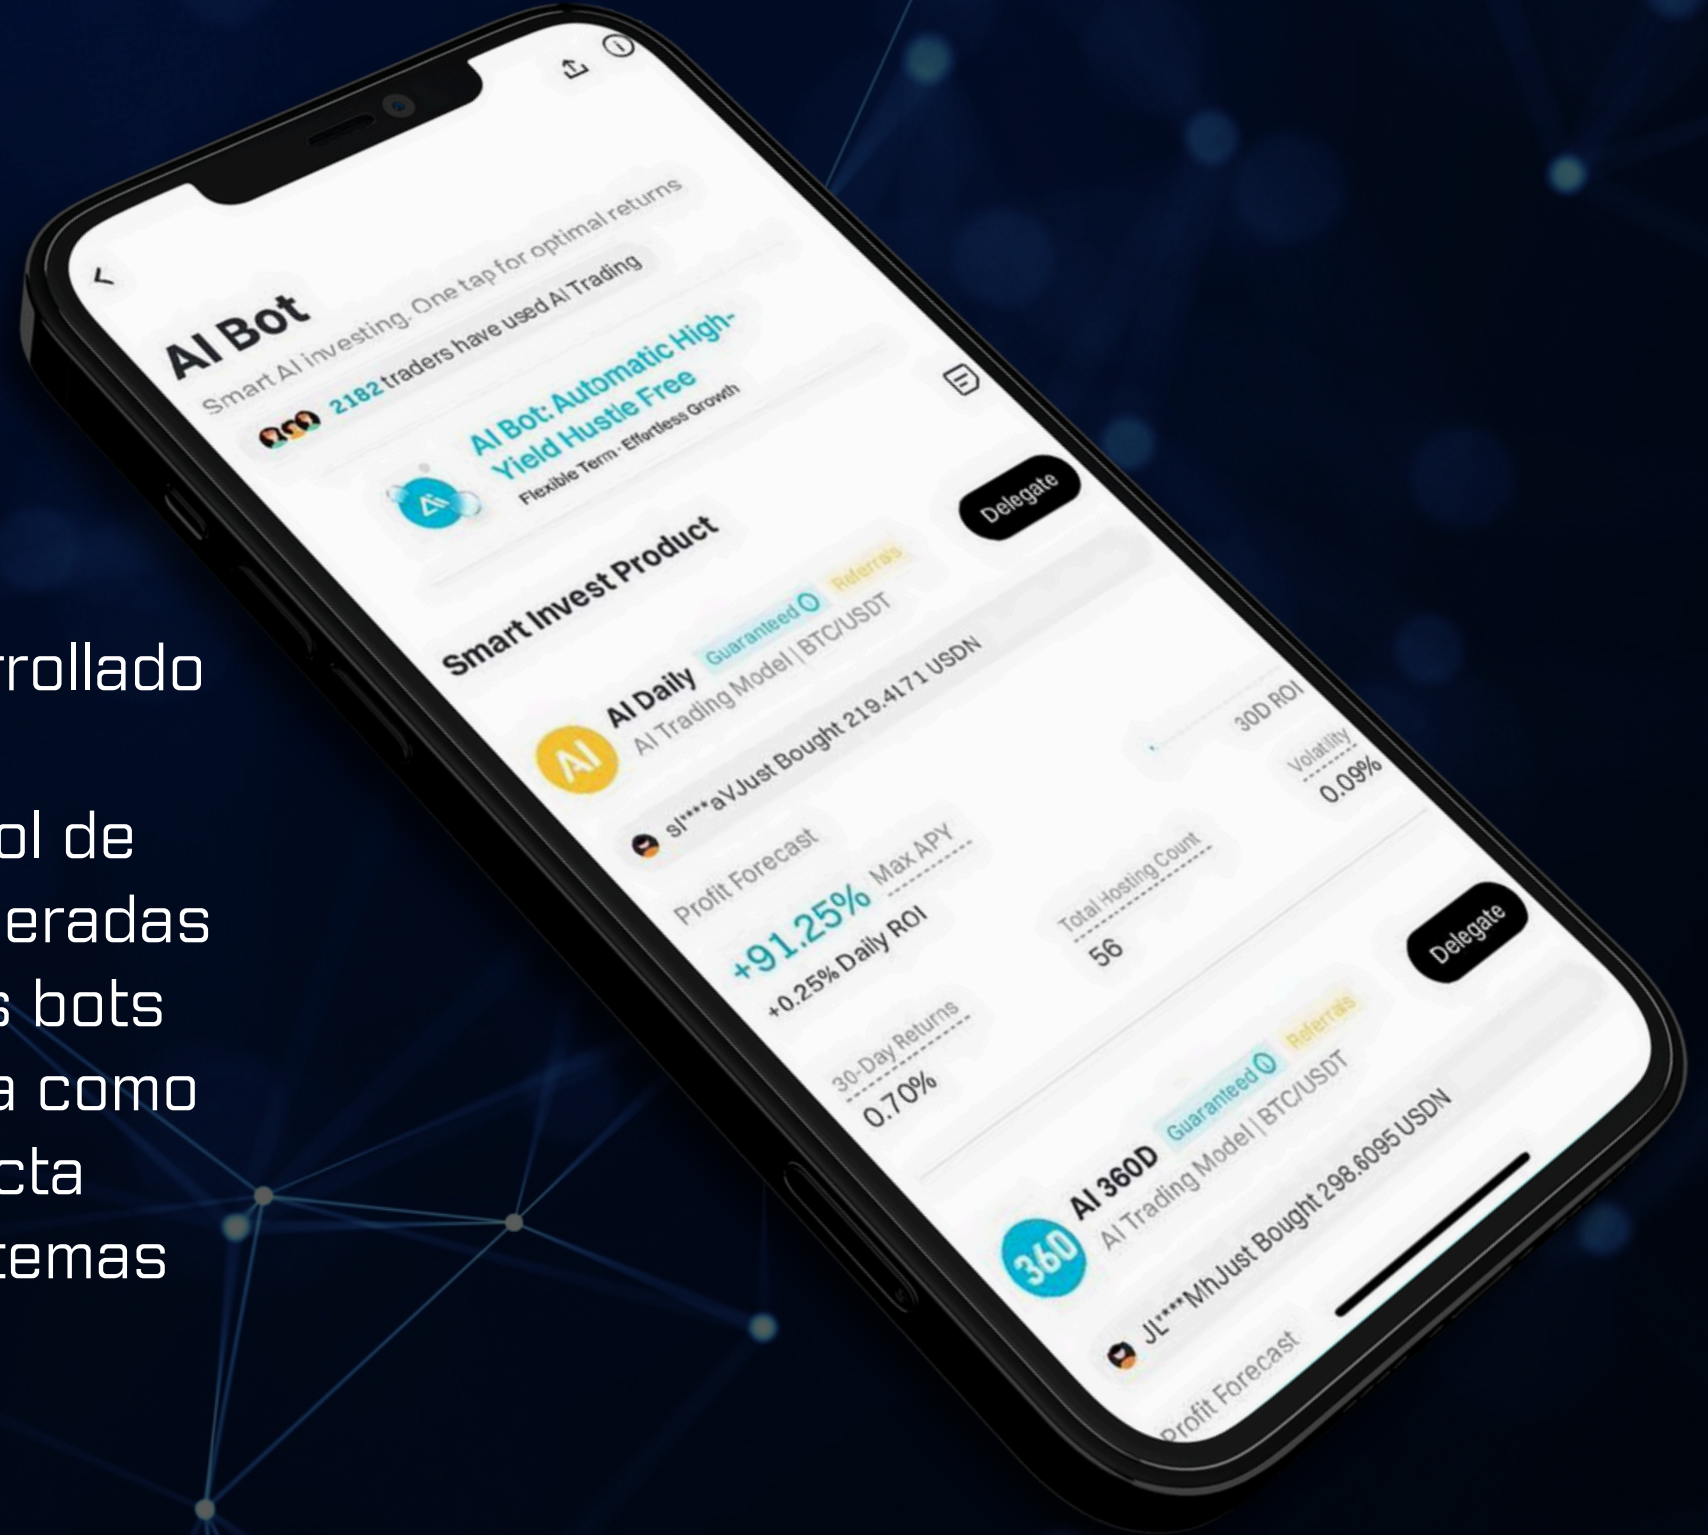 AI Bot
Smart AI investing. One tap for optimal returns
2182 traders have used AI Trading
AI Bot: Automatic High-
Yield Hustle Free
Flexible Term · Effortless Growth
Smart Invest Product
AI
AI Daily Guaranteed Referrals
Delegate
AI Trading Model | BTC/USDT
sl****aVJust Bought 219.4171 USDN
Profit Forecast
+91.25% Max APY
+0.25% Daily ROI
30D ROI
30-Day Returns
0.70%
Total Hosting Count
56
Volatility
0.09%
360
AI 360D Guaranteed Referrals
Delegate
AI Trading Model | BTC/USDT
JL****MhJust Bought 298.6095 USDN
Profit Forecast
rrollado
ol de
eradas
s bots
a como
cta
temas